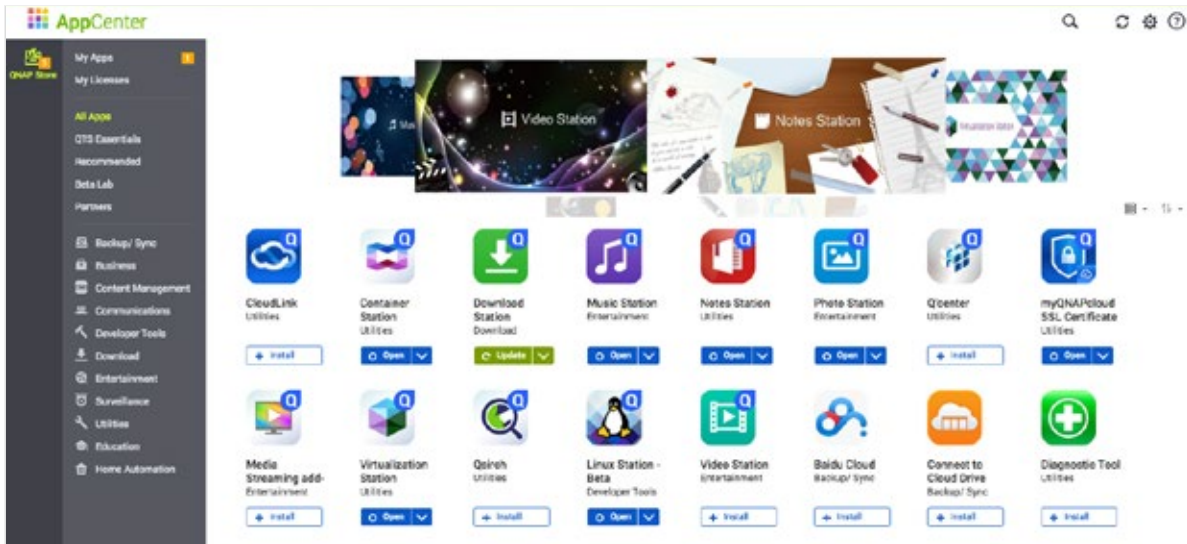 AppCenter
QNAP Store
My Apps
1
My Licenses
All Apps
QTS Essentials
Recommended
Beta Lab
Partners
Backup/ Sync
Business
Content Management
Communications
Developer Tools
Download
Entertainment
Surveillance
Utilities
Education
Home Automation
Video Station
Notes Station
CloudLink
Utilities
+ Install
Container
Station
Utilities
Open
Download
Station
Download
Update
Music Station
Entertainment
Open
Notes Station
Utilities
Open
Photo Station
Entertainment
Open
Q'center
Utilities
+ Install
myQNAPcloud
SSL Certificate
Utilities
Open
Media
Streaming add-
Entertainment
+ Install
Virtualization
Station
Utilities
Open
Qsirch
Utilities
+ Install
Linux Station -
Beta
Developer Tools
Open
Video Station
Entertainment
+ Install
Baidu Cloud
Backup/ Sync
+ Install
Connect to
Cloud Drive
Backup/ Sync
+ Install
Diagnostic Tool
Utilities
+ Install